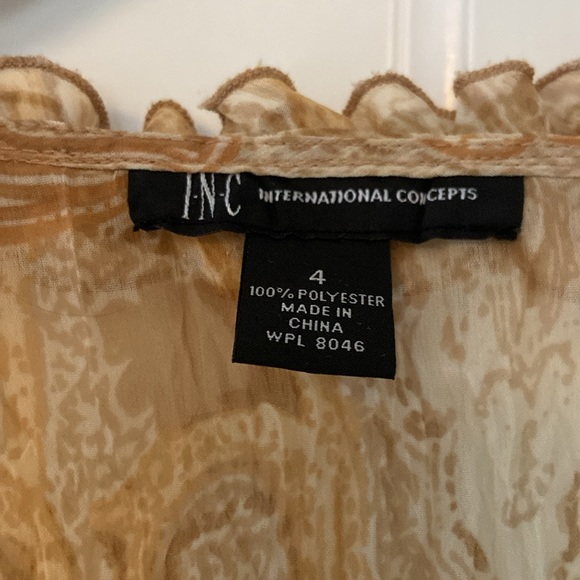 I·N·C INTERNATIONAL CONCEPTS
4
100% POLYESTER
MADE IN
CHINA
WPL 8046